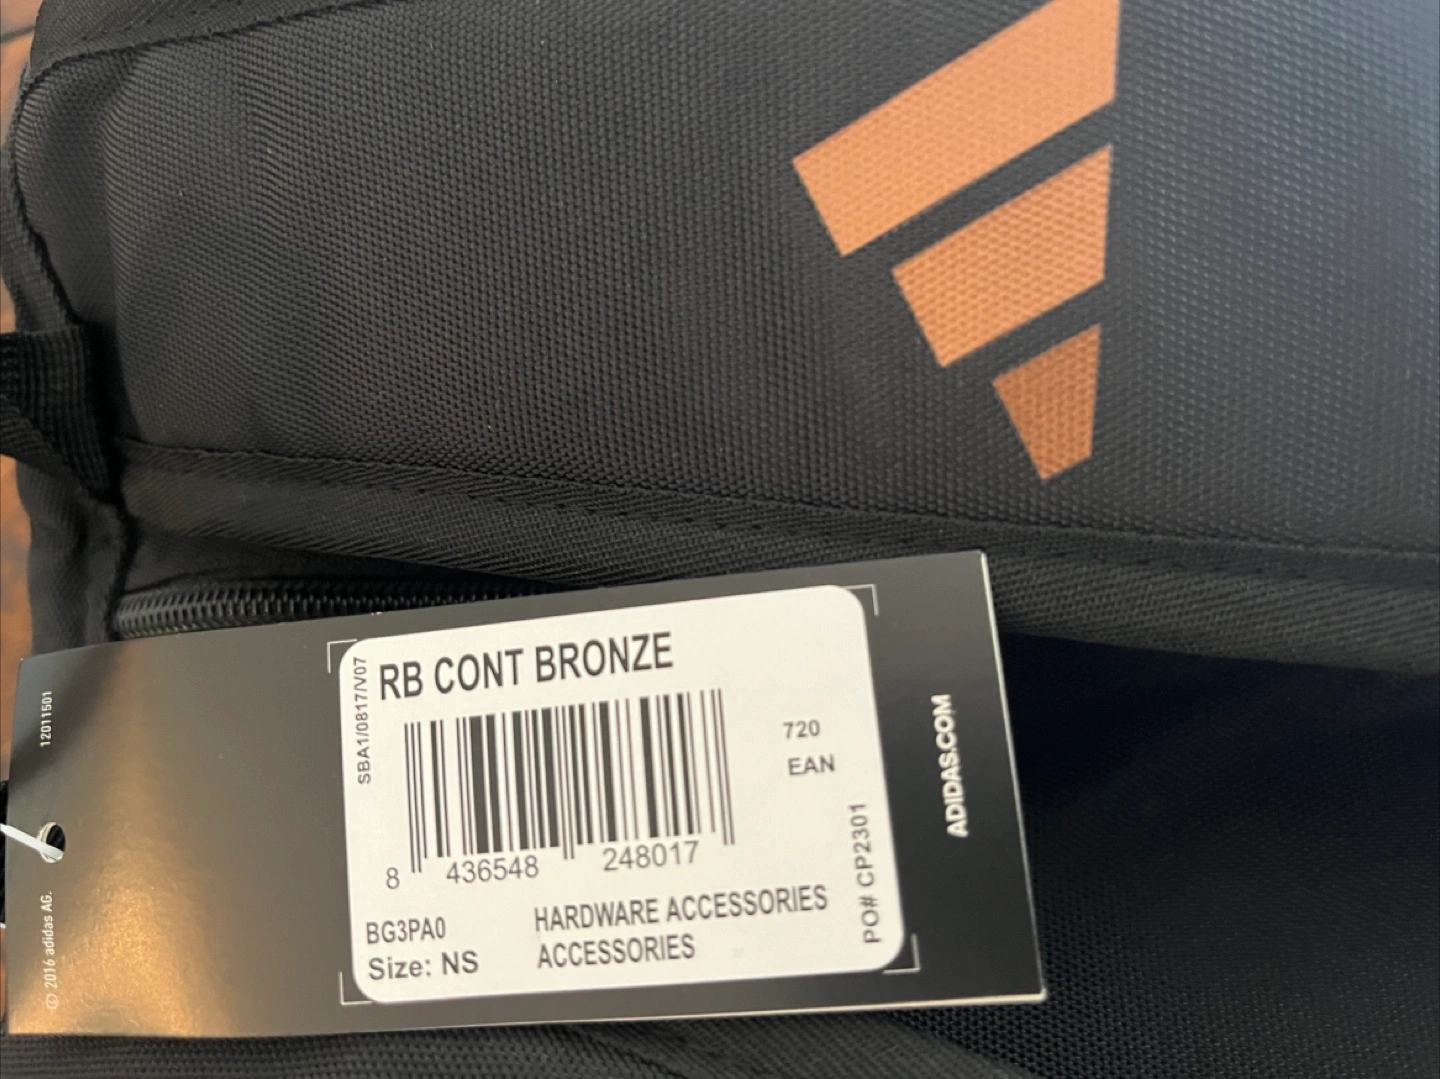 12011501
© 2016 adidas AG.
SBA1/0817/V07
RB CONT BRONZE
720
EAN
8 436548 248017
PO# CP2301
BG3PA0
HARDWARE ACCESSORIES
Size: NS
ACCESSORIES
ADIDAS.COM